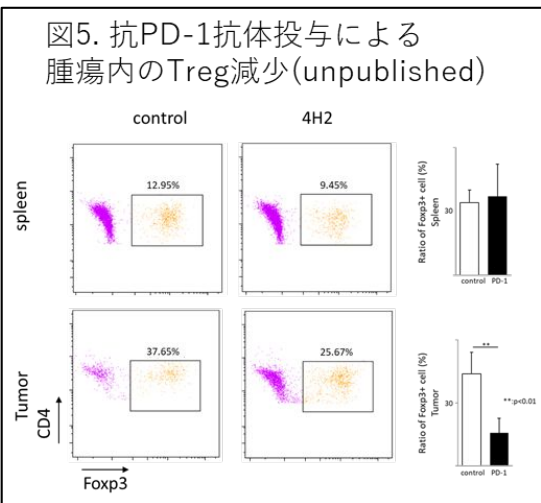 図5. 抗PD-1抗体投与による
腫瘍内のTreg減少(unpublished)
control
4H2
spleen
12.95%
9.45%
Ratio of Foxp3+ cell (%)
Spleen
30
control PD-1
Tumor
CD4
37.65%
25.67%
Foxp3
Ratio of Foxp3+ cell (%)
Tumor
30
**
**:p<0.01
control PD-1